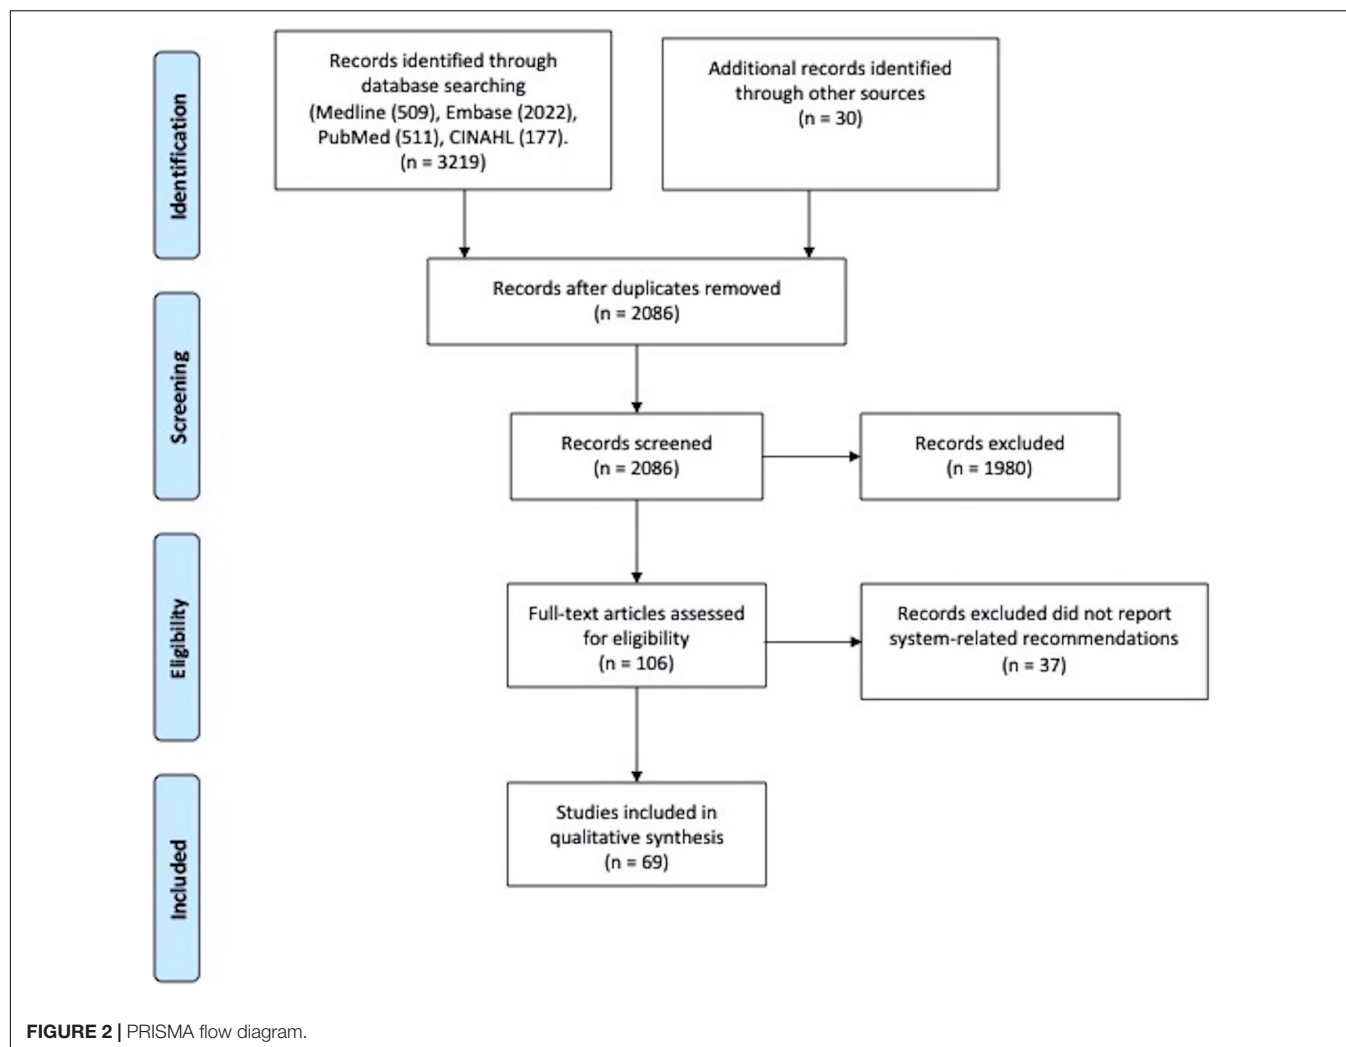 Identification
Records identified through
database searching
(Medline (509), Embase (2022),
PubMed (511), CINAHL (177).
(n = 3219)
Additional records identified
through other sources
(n = 30)
Records after duplicates removed
(n = 2086)
Screening
Records screened
(n = 2086)
Records excluded
(n = 1980)
Eligibility
Full-text articles assessed
for eligibility
(n = 106)
Records excluded did not report
system-related recommendations
(n = 37)
Included
Studies included in
qualitative synthesis
(n = 69)
FIGURE 2 | PRISMA flow diagram.